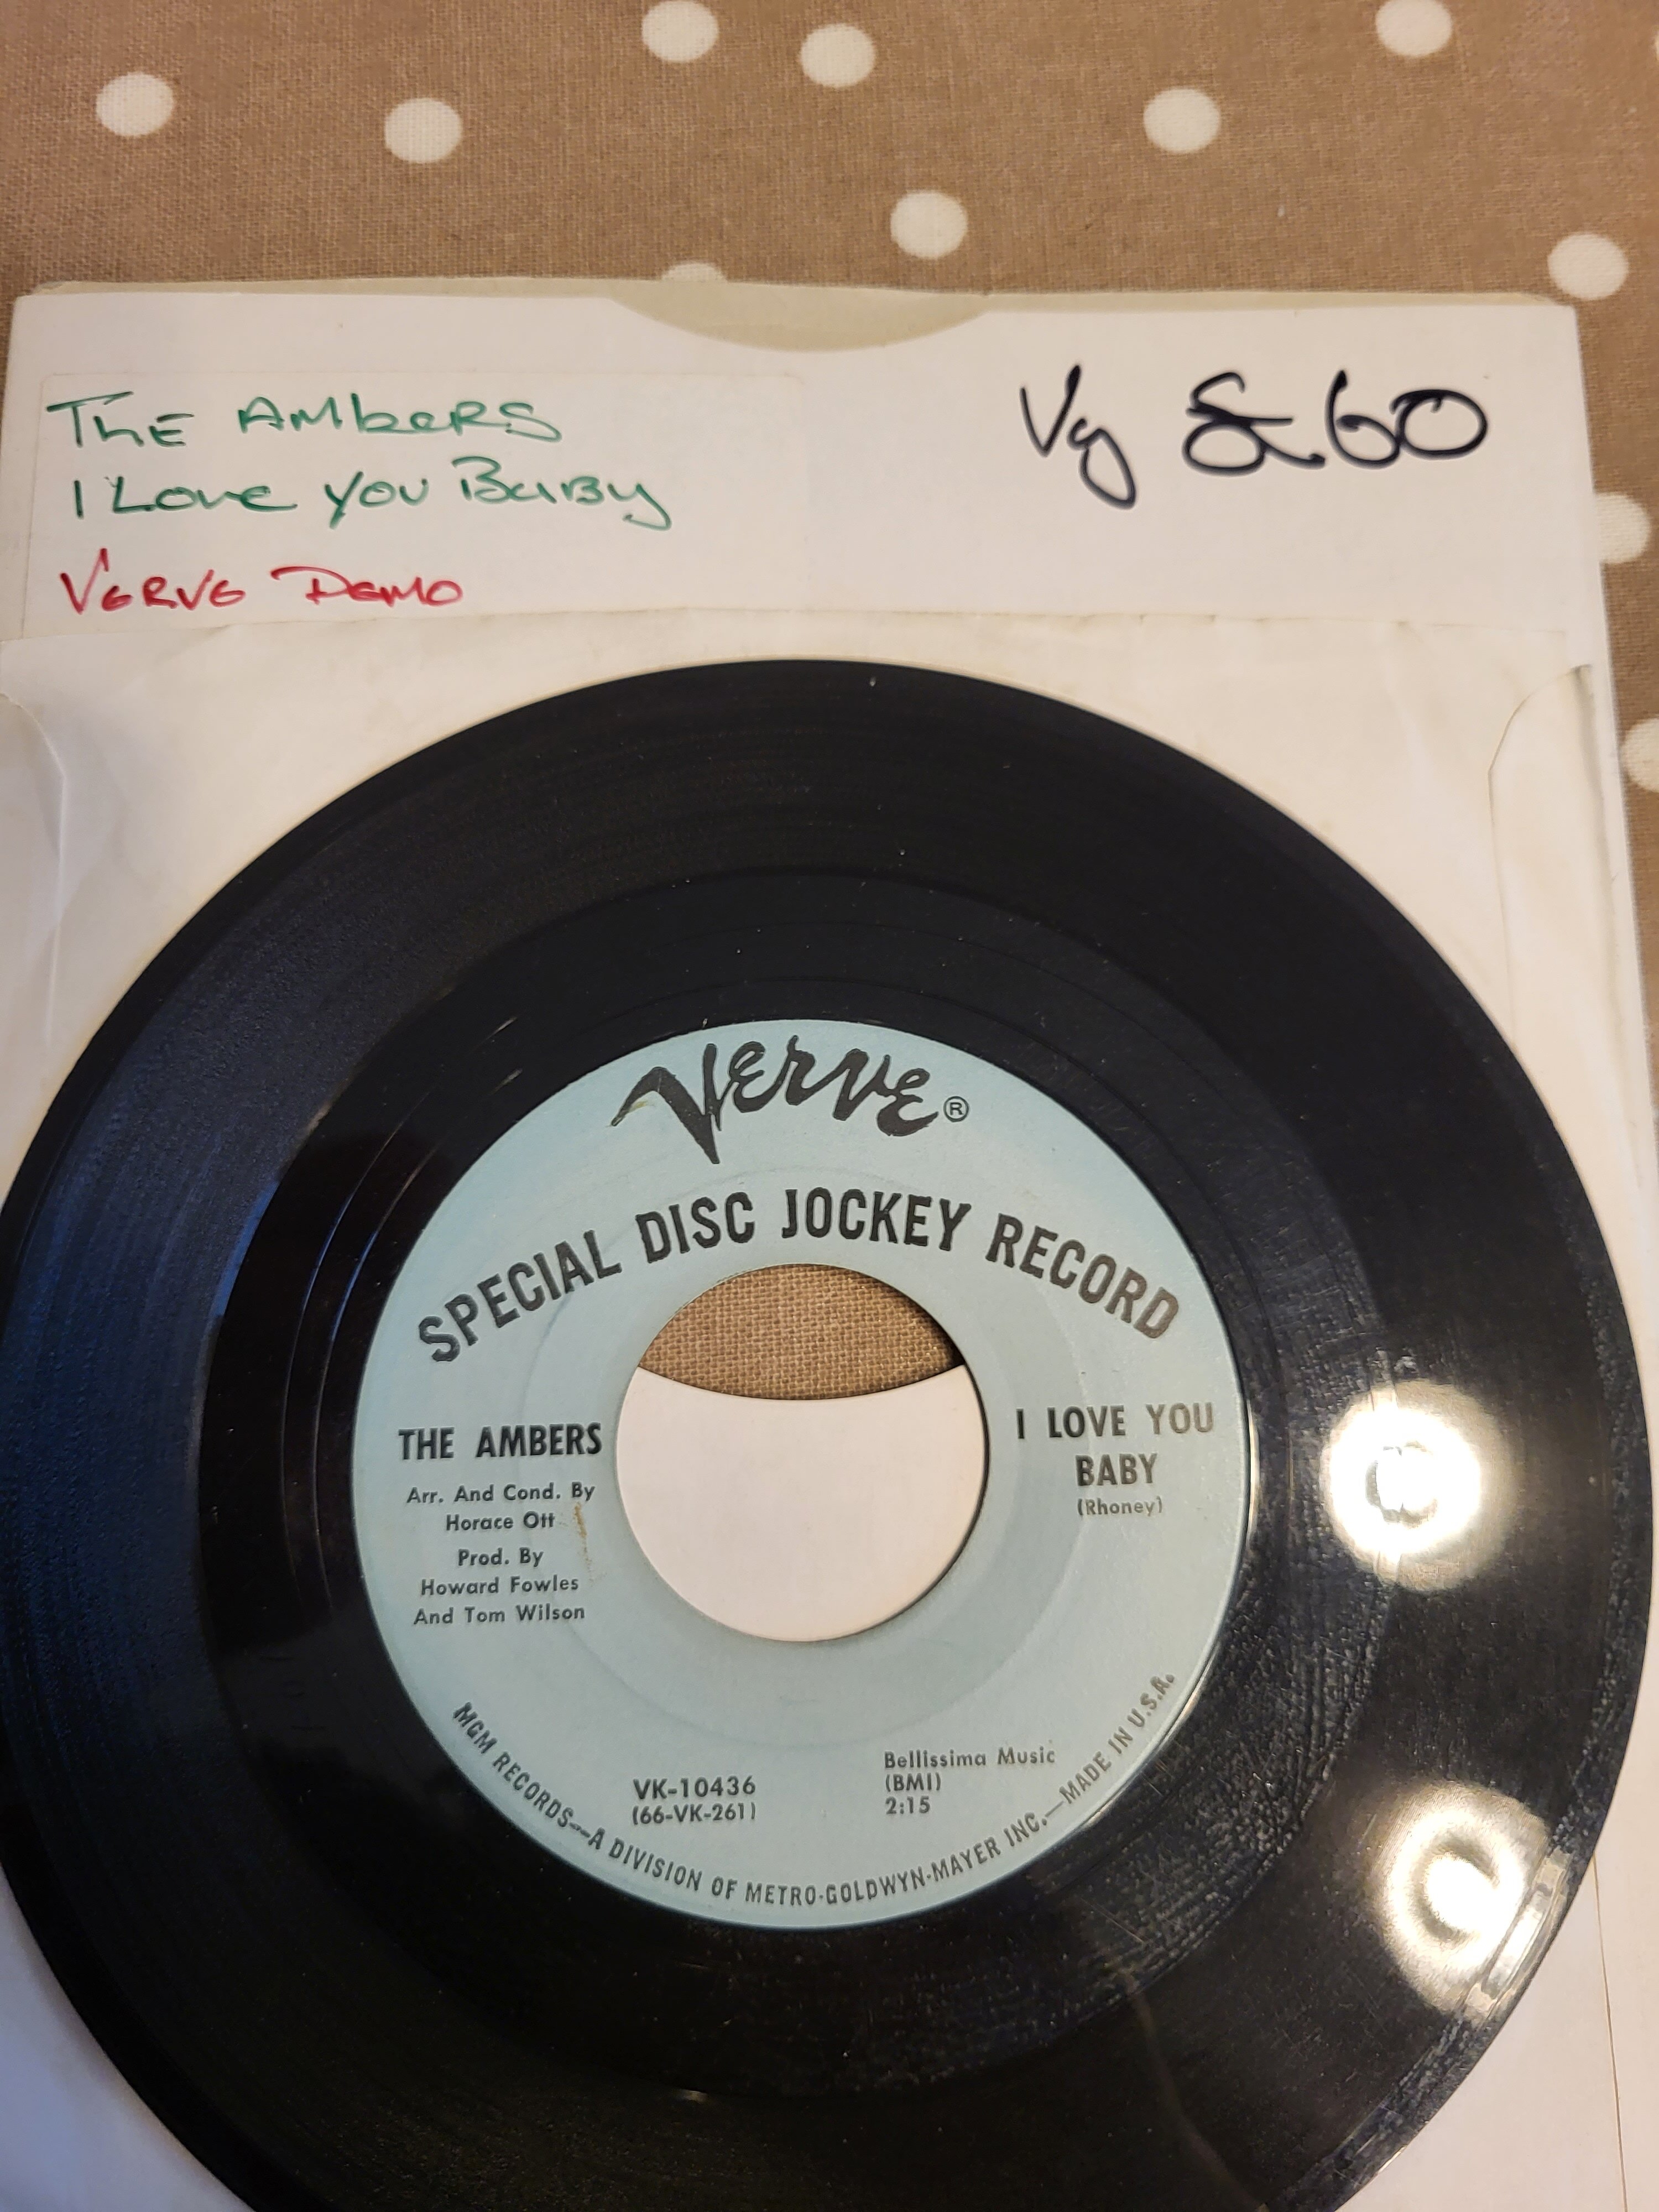 THE AMBERS
I LOVE YOU BABY
VERVE DEMO
Vg £60
VERVE®
SPECIAL DISC JOCKEY RECORD
THE AMBERS
Arr. And Cond. By
Horace Ott
Prod. By
Howard Fowles
And Tom Wilson
I LOVE YOU
BABY
(Rhoney)
VK-10436
(66-VK-261)
Bellissima Music
(BMI)
2:15
MGM RECORDS—A DIVISION OF METRO-GOLDWYN-MAYER INC.—MADE IN U.S.A.